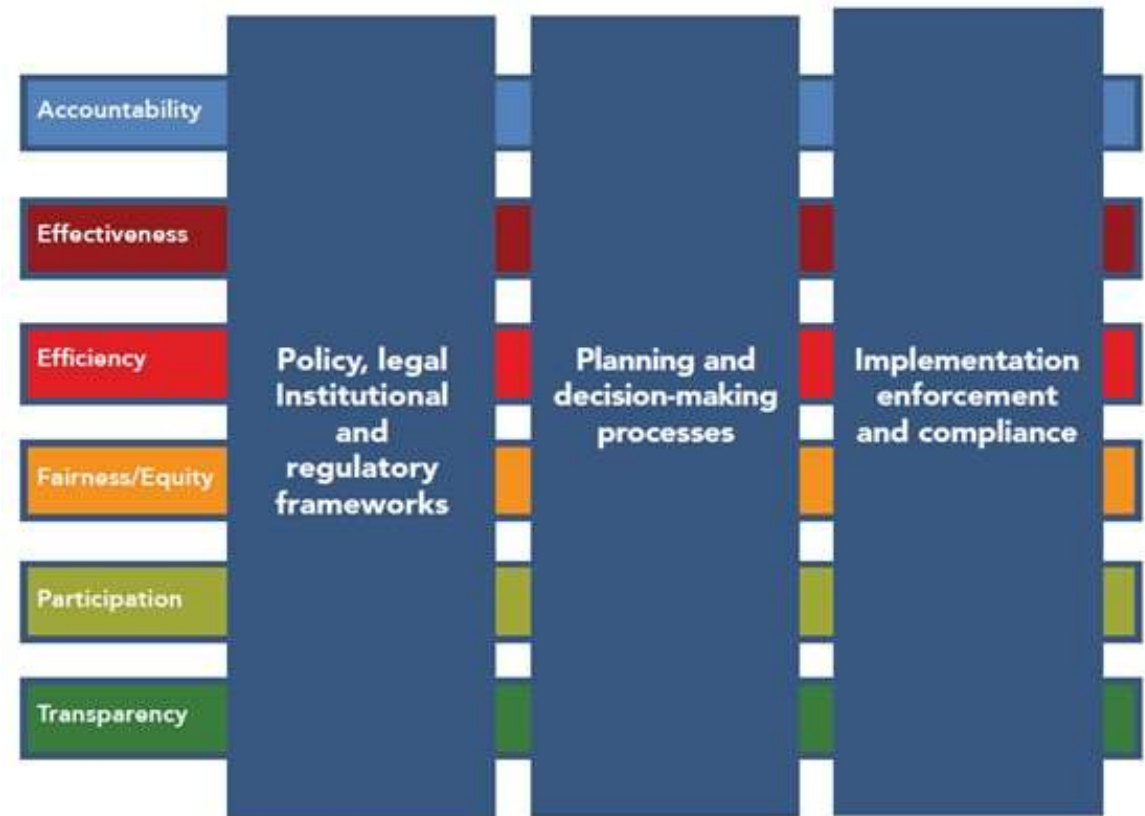 Accountability
Effectiveness
Efficiency
Fairness/Equity
Participation
Transparency
Policy, legal
Institutional
and
regulatory
frameworks
Planning and
decision-making
processes
Implementation
enforcement
and compliance